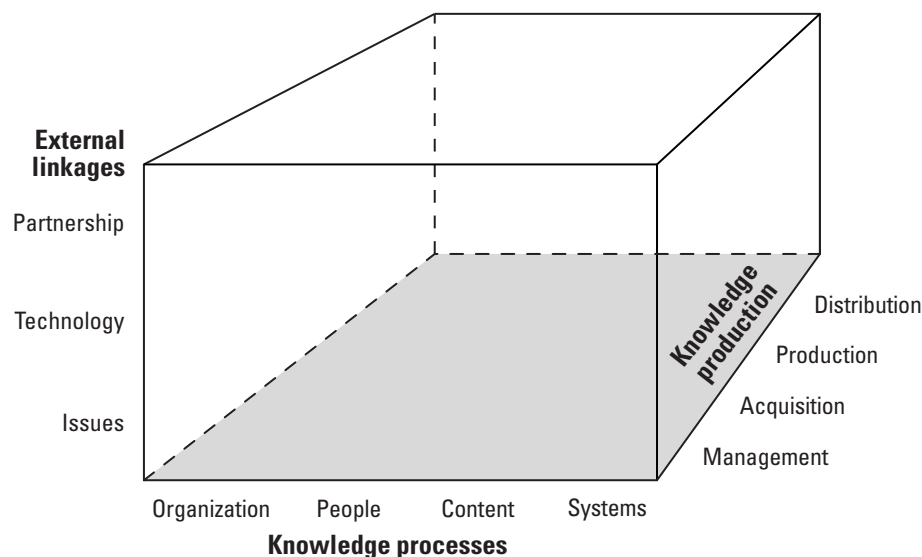 External
linkages
Partnership
Technology
Issues
Knowledge
production
Distribution
Production
Acquisition
Management
Organization People Content Systems
Knowledge processes